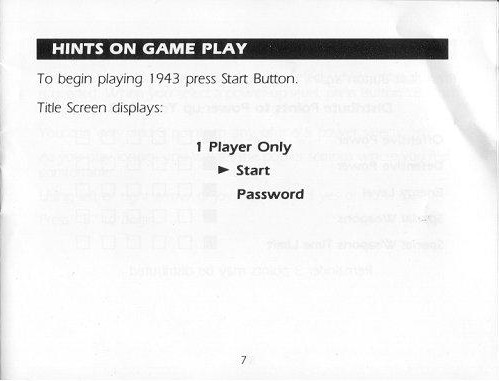 HINTS ON GAME PLAY
To begin playing 1943 press Start Button.
Title Screen displays:
1 Player Only
► Start
Password
7